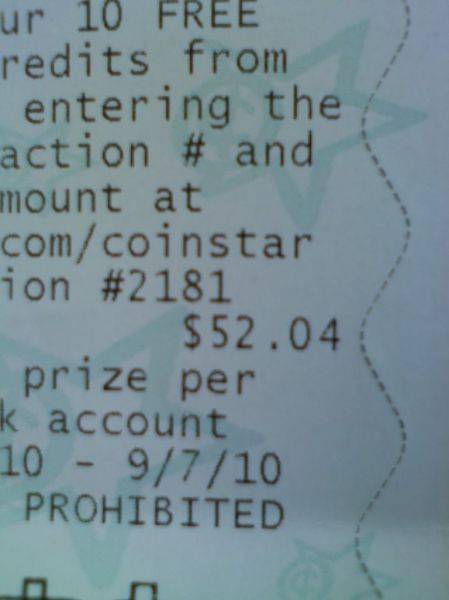 ur 10 FREE
redits from
entering the
action # and
mount at
com/coinstar
ion #2181
$52.04
prize per
k account
10 - 9/7/10
PROHIBITED